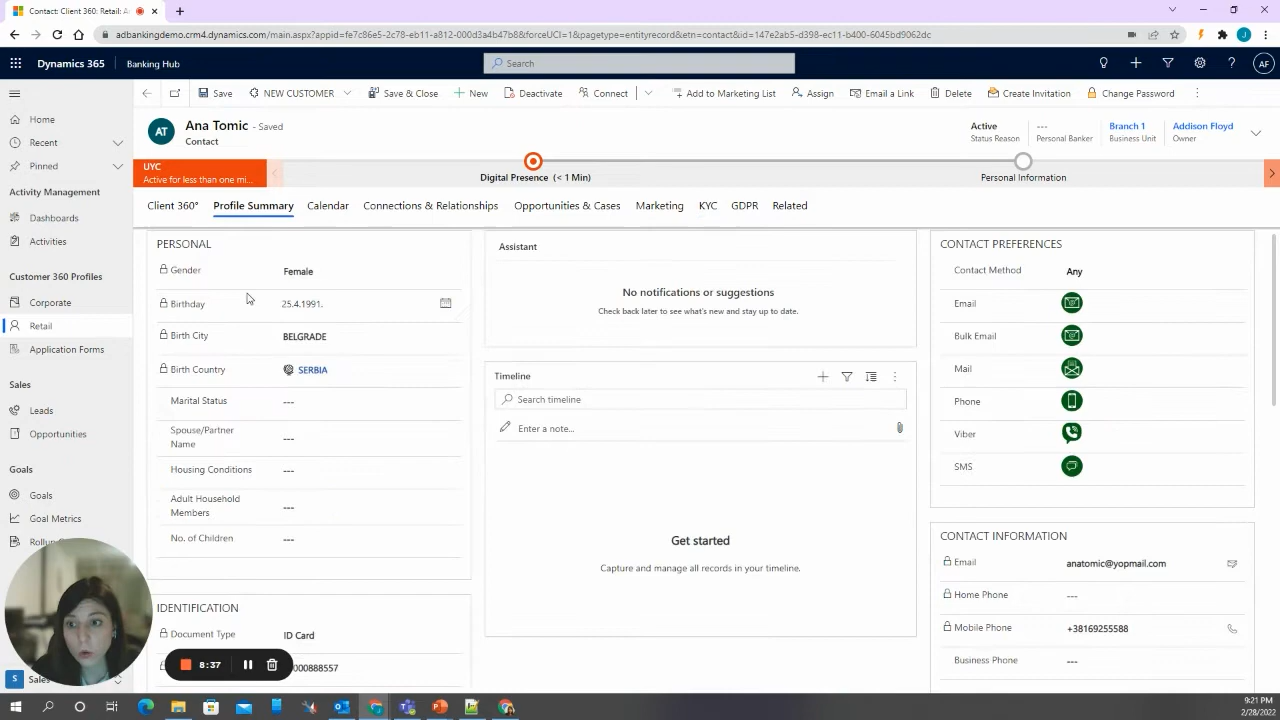 Contact: Client 360: Retail: A
adbankingdemo.crm4.dynamics.com/main.aspx?appid=fe7c86e5-2c78-eb11-a812-000d3a4b47b8&forceUCI=1&pagetype=entityrecord&etn=contact&id=147e2ab5-d398-ec11-b400-6045bd9062dc
J
Dynamics 365
Banking Hub
Search
AF
Save
NEW CUSTOMER
Save & Close
New
Deactivate
Connect
Add to Marketing List
Assign
Email a Link
Delete
Create Invitation
Change Password
Home
Recent
Pinned
Activity Management
Dashboards
Activities
Customer 360 Profiles
Corporate
Retail
Application Forms
Sales
Leads
Opportunities
Goals
Goals
Goal Metrics
S
AT
Ana Tomic - Saved
Contact
Active
Status Reason
---
Personal Banker
Branch 1
Business Unit
Addison Floyd
Owner
UYC
Active for less than one mi...
Digital Presence (< 1 Min)
Personal Information
Client 360°
Profile Summary
Calendar
Connections & Relationships
Opportunities & Cases
Marketing
KYC
GDPR
Related
PERSONAL
Gender
Female
Birthday
25.4.1991.
Birth City
BELGRADE
Birth Country
SERBIA
Marital Status
---
Spouse/Partner
Name
---
Housing Conditions
---
Adult Household
Members
---
No. of Children
---
IDENTIFICATION
Document Type
ID Card
000888557
8:37
Assistant
No notifications or suggestions
Check back later to see what's new and stay up to date.
Timeline
Search timeline
Enter a note...
Get started
Capture and manage all records in your timeline.
CONTACT PREFERENCES
Contact Method
Any
Email
Bulk Email
Mail
Phone
Viber
SMS
CONTACT INFORMATION
Email
anatomic@yopmail.com
Home Phone
---
Mobile Phone
+38169255588
Business Phone
---
9:21 PM
2/28/2022